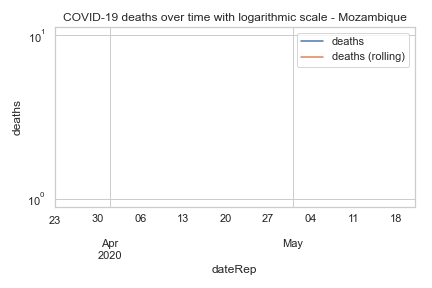 COVID-19 deaths over time with logarithmic scale - Mozambique
10¹
deaths
deaths (rolling)
deaths
10⁰
23 30 06 13 20 27 04 11 18
Apr May
2020
dateRep